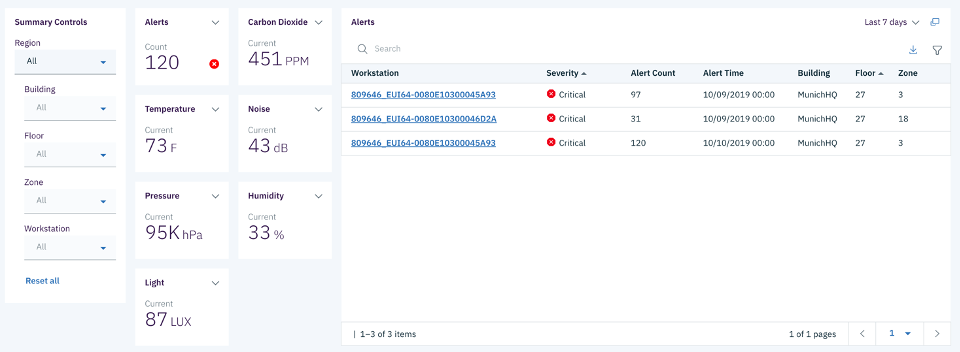 Summary Controls
Region
All
Building
All
Floor
All
Zone
All
Workstation
All
Reset all
Alerts
Count
120
Carbon Dioxide
Current
451 PPM
Temperature
Current
73 F
Noise
Current
43 dB
Pressure
Current
95K hPa
Humidity
Current
33 %
Light
Current
87 LUX
Alerts
Last 7 days
Search
Workstation Severity Alert Count Alert Time Building Floor Zone
809646_EUI64-0080E10300045A93 Critical 97 10/09/2019 00:00 MunichHQ 27 3
809646_EUI64-0080E10300046D2A Critical 31 10/09/2019 00:00 MunichHQ 27 18
809646_EUI64-0080E10300045A93 Critical 120 10/10/2019 00:00 MunichHQ 27 3
| 1–3 of 3 items 1 of 1 pages 1